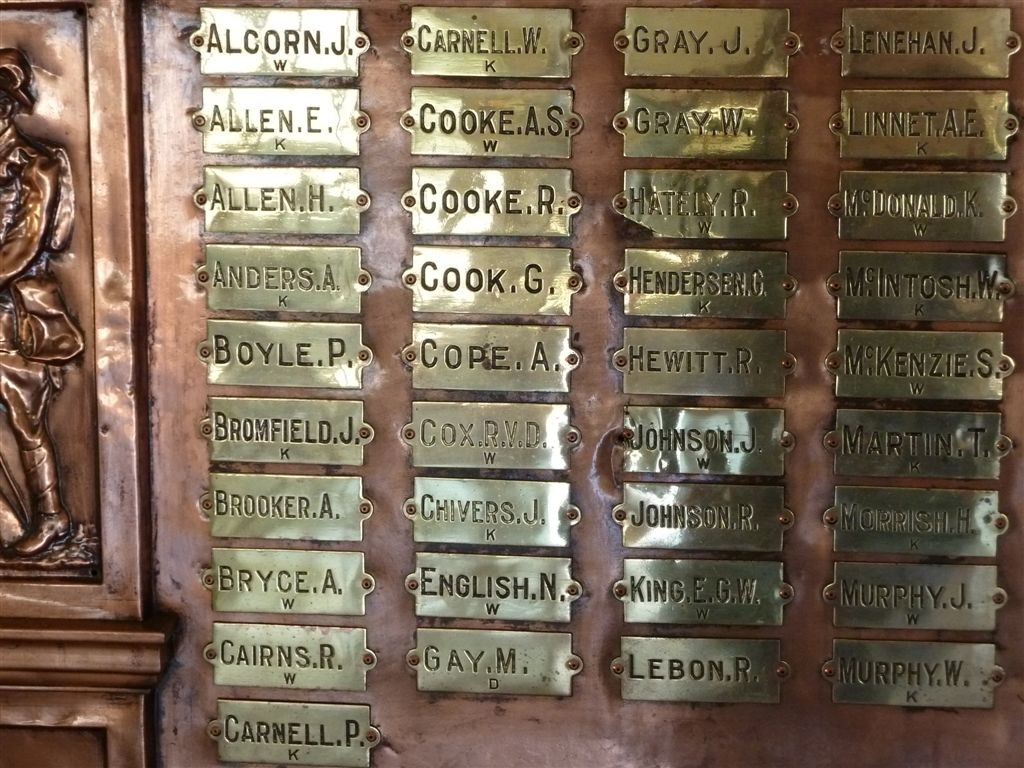 ALCORN.J.
W
ALLEN.E.
K
ALLEN.H.
ANDERS.A.
K
BOYLE.P.
BROMFIELD.J.
K
BROOKER.A.
BRYCE.A.
W
CAIRNS.R.
W
CARNELL.P.
K
CARNELL.W.
K
COOKE.A.S.
W
COOKE.R.
COOK.G.
COPE.A.
COX.R.V.D.
W
CHIVERS.J.
K
ENGLISH.N.
W
GAY.M.
D
GRAY.J.
GRAY.W.
HATELY.R.
W
HENDERSEN.G.
K
HEWITT.R.
JOHNSON.J.
W
JOHNSON.R.
KING.E.G.W.
W
LEBON.R.
LENEHAN.J.
LINNET.A.E.
K
McDONALD.K.
W
McINTOSH.W.
K
McKENZIE.S.
W
MARTIN.T.
K
MORRISH.H.
K
MURPHY.J.
W
MURPHY.W.
K